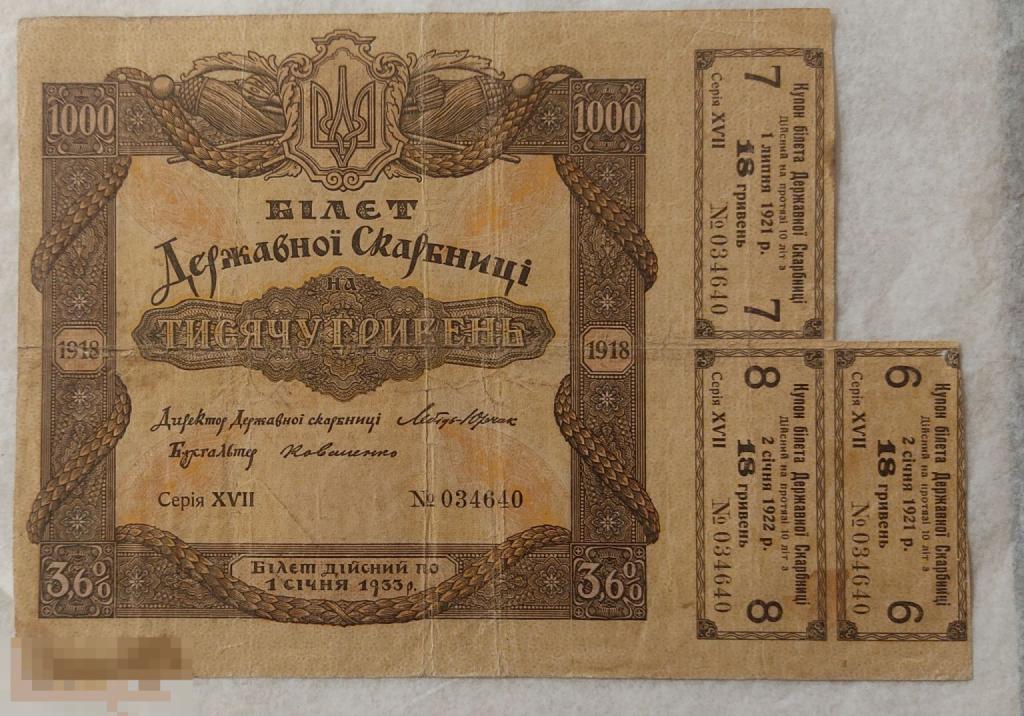 1000
1000
БІЛЕТ
Державної Скарбниці
на
ТИСЯЧУ ГРИВЕНЬ
1918
1918
Директор Державної скарбниці
Бухгальтер
Серія XVII № 034640
3,6%
3,6%
Білет дійсний по
1 січня 1933 р.
Купон білета Державної Скарбниці
Дійсний на протязі 10 літ з
7 1 липня 1921 р. 7
18 гривень
Серія XVII № 034640
Купон білета Державної Скарбниці
Дійсний на протязі 10 літ з
8 2 січня 1922 р. 8
18 гривень
Серія XVII № 034640
Купон білета Державної Скарбниці
Дійсний на протязі 10 літ з
6 2 січня 1921 р. 6
18 гривень
Серія XVII № 034640